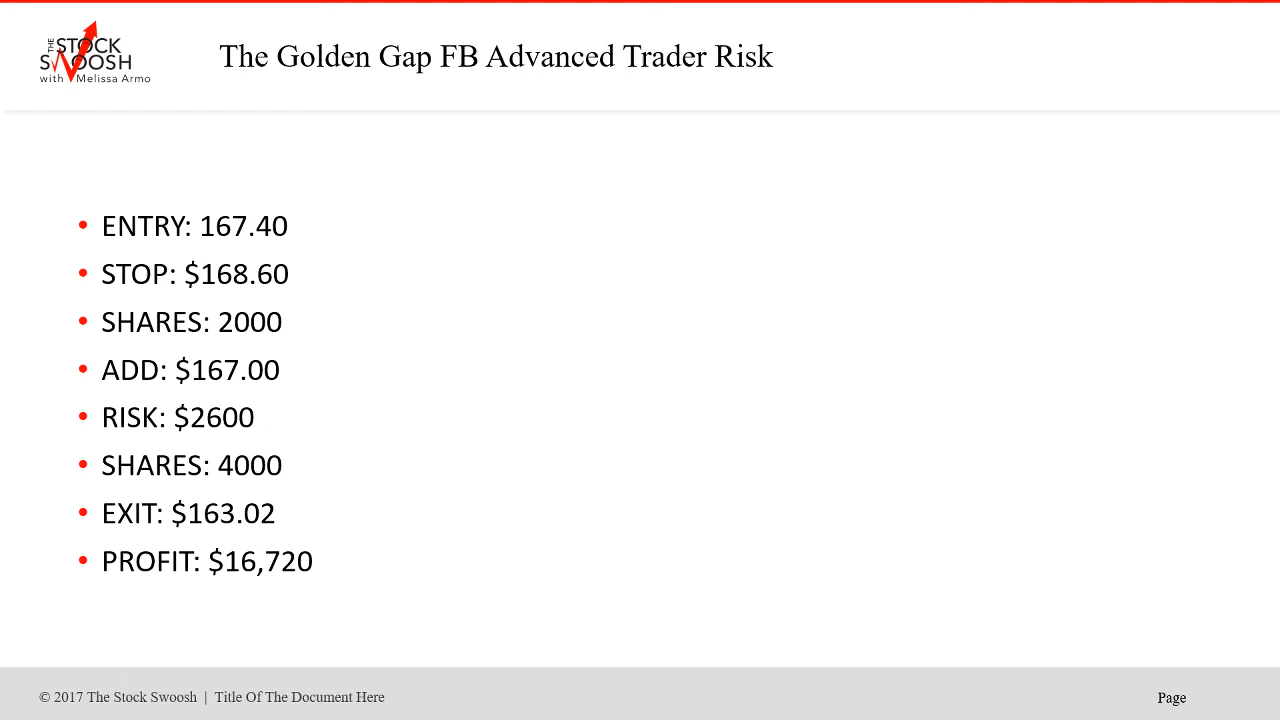 THE STOCK
SWOOSH
with Melissa Armo
The Golden Gap FB Advanced Trader Risk
• ENTRY: 167.40
• STOP: $168.60
• SHARES: 2000
• ADD: $167.00
• RISK: $2600
• SHARES: 4000
• EXIT: $163.02
• PROFIT: $16,720
© 2017 The Stock Swoosh | Title Of The Document Here
Page